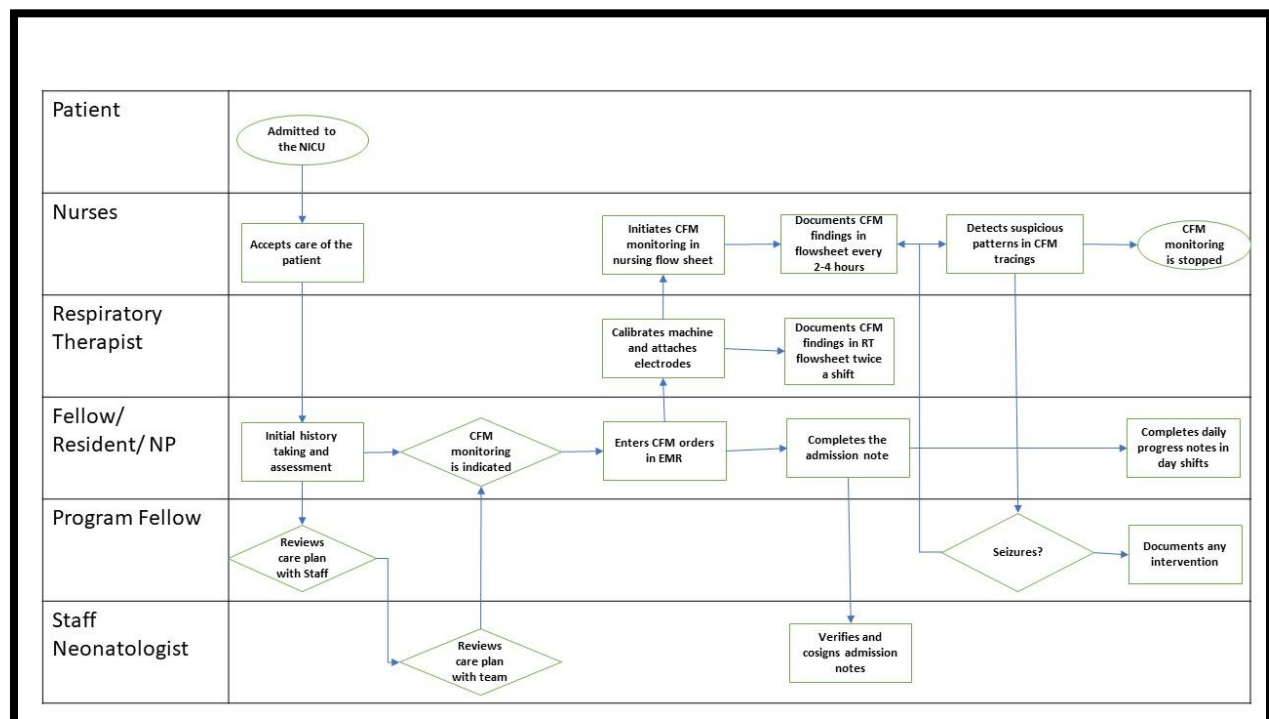 Patient
Admitted to
the NICU
Nurses
Accepts care of the
patient
Initiates CFM
monitoring in
nursing flow sheet
Documents CFM
findings in
flowsheet every
2-4 hours
Detects suspicious
patterns in CFM
tracings
CFM
monitoring
is stopped
Respiratory
Therapist
Calibrates machine
and attaches
electrodes
Documents CFM
findings in RT
flowsheet twice
a shift
Fellow/
Resident/ NP
Initial history
taking and
assessment
CFM
monitoring
is indicated
Enters CFM orders
in EMR
Completes the
admission note
Completes daily
progress notes in
day shifts
Program Fellow
Reviews
care plan
with Staff
Seizures?
Documents any
intervention
Staff
Neonatologist
Reviews
care plan
with team
Verifies and
cosigns admission
notes